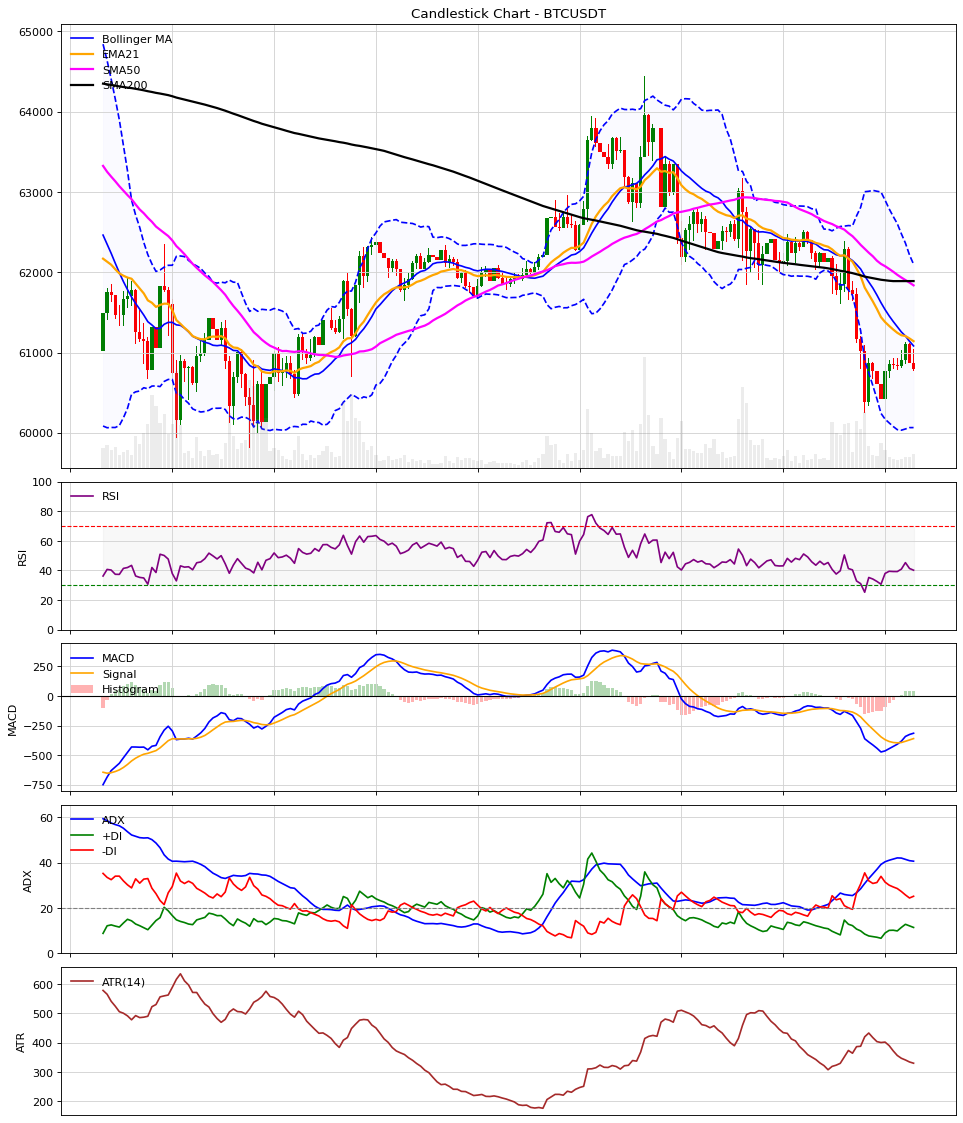 Candlestick Chart - BTCUSDT
65000
64000
63000
62000
61000
60000
Bollinger MA
EMA21
SMA50
SMA200
100
80
60
40
20
0
RSI
RSI
250
0
−250
−500
−750
MACD
MACD
Signal
Histogram
60
40
20
0
ADX
ADX
+DI
-DI
600
500
400
300
200
ATR
ATR(14)